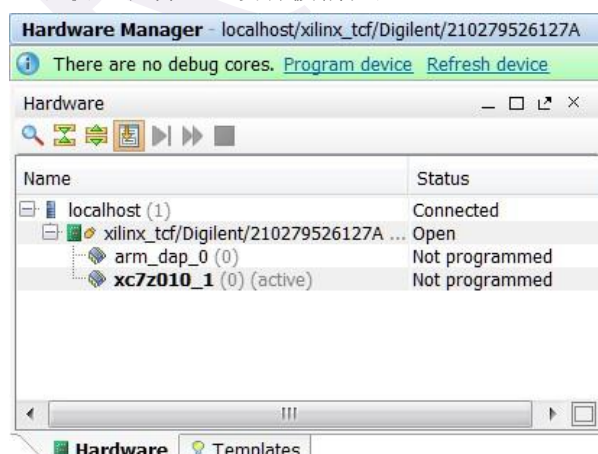 Hardware Manager - localhost/xilinx_tcf/Digilent/210279526127A
There are no debug cores. Program device Refresh device
Hardware
Name Status
localhost (1) Connected
xilinx_tcf/Digilent/210279526127A ... Open
arm_dap_0 (0) Not programmed
xc7z010_1 (0) (active) Not programmed
Hardware Templates